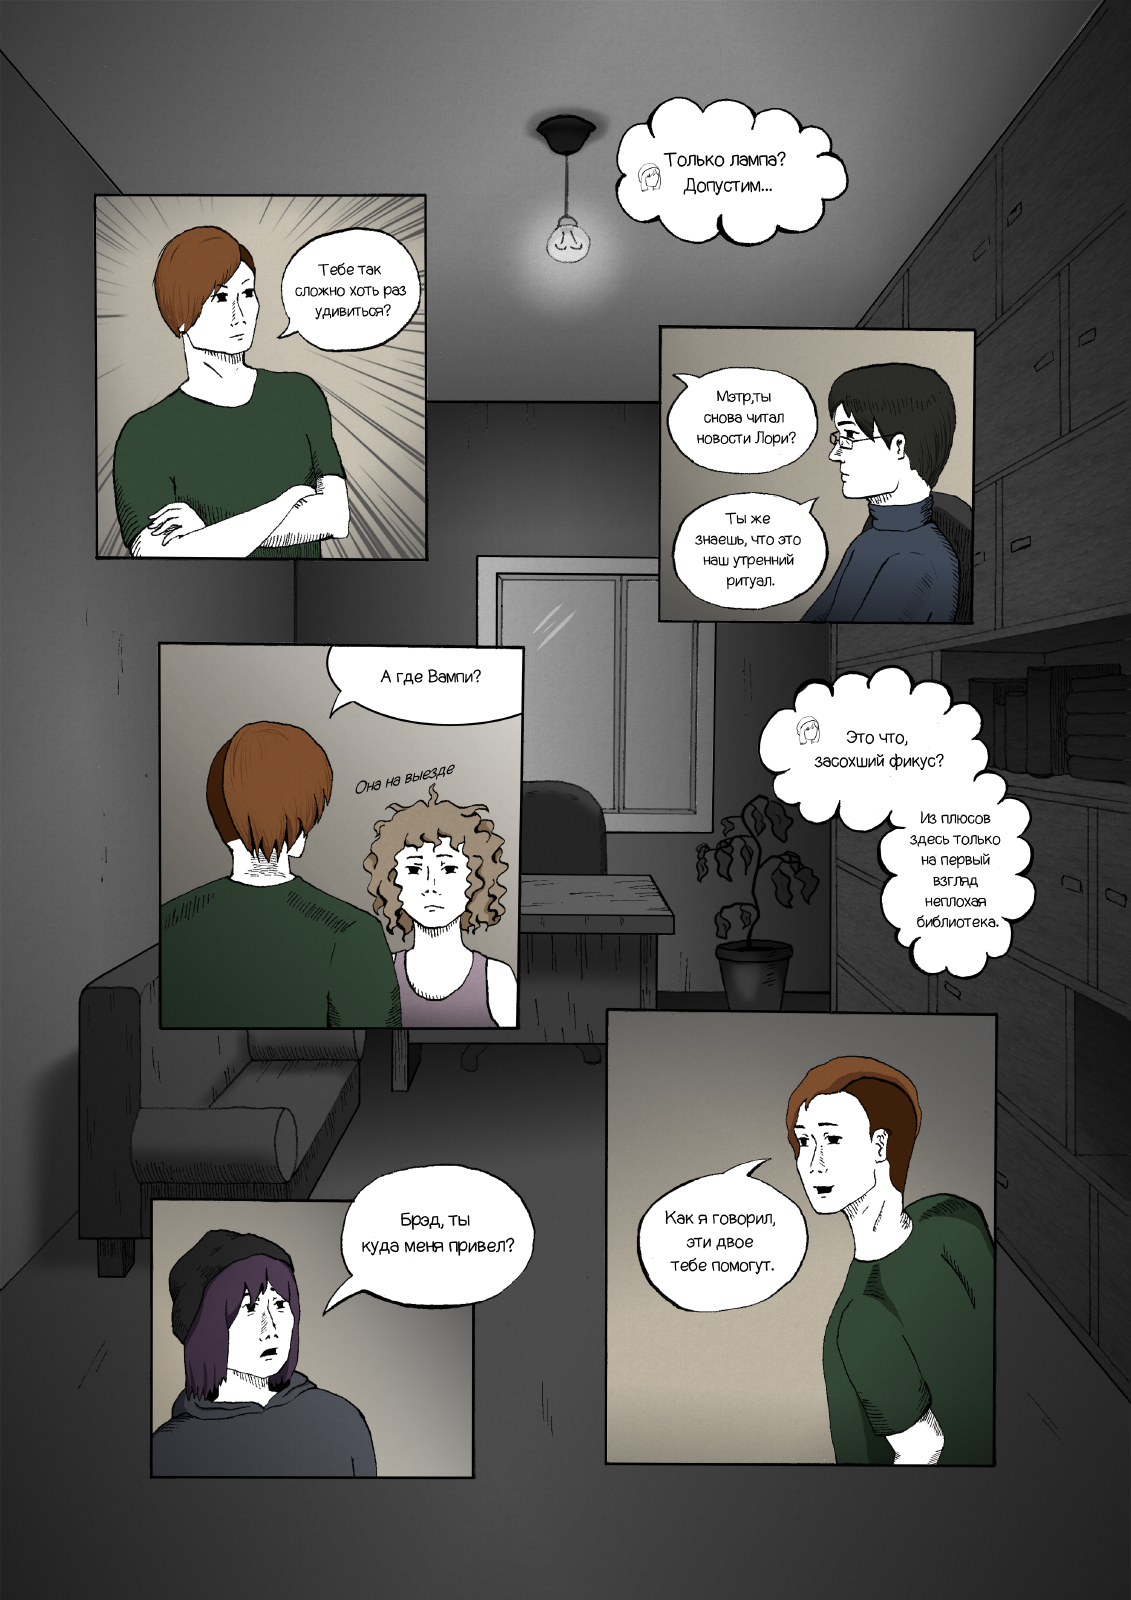 Только лампа?
Допустим...
Тебе так
сложно хоть раз
удивиться?
Мэтр,ты
снова читал
новости Лори?
Ты же
знаешь, что это
наш утренний
ритуал.
А где Вампи?
Она на выезде
Это что,
засохший фикус?
Из плюсов
здесь только
на первый
взгляд
неплохая
библиотека.
Брэд, ты
куда меня привел?
Как я говорил,
эти двое
тебе помогут.